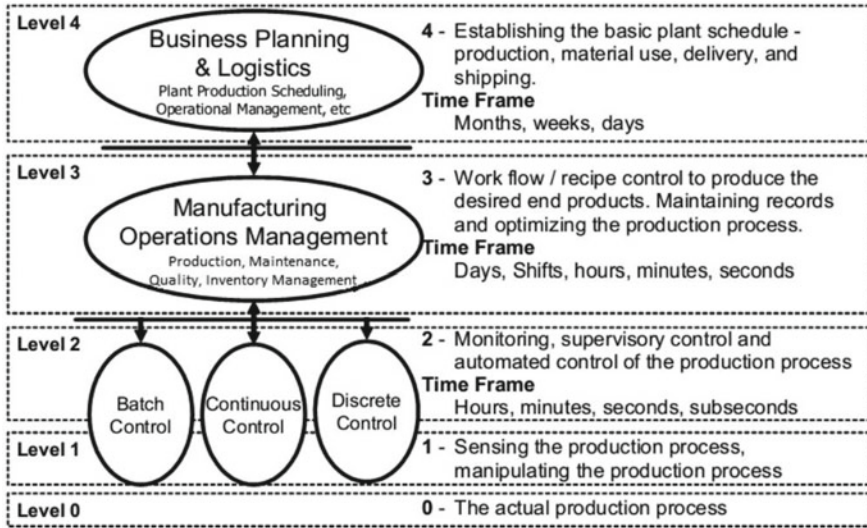 Level 4
Business Planning
& Logistics
Plant Production Scheduling,
Operational Management, etc
4 - Establishing the basic plant schedule -
production, material use, delivery, and
shipping.
Time Frame
Months, weeks, days
Level 3
Manufacturing
Operations Management
Production, Maintenance,
Quality, Inventory Management
3 - Work flow / recipe control to produce the
desired end products. Maintaining records
and optimizing the production process.
Time Frame
Days, Shifts, hours, minutes, seconds
Level 2
Batch
Control
Continuous
Control
Discrete
Control
2 - Monitoring, supervisory control and
automated control of the production process
Time Frame
Hours, minutes, seconds, subseconds
Level 1
1 - Sensing the production process,
manipulating the production process
Level 0
0 - The actual production process